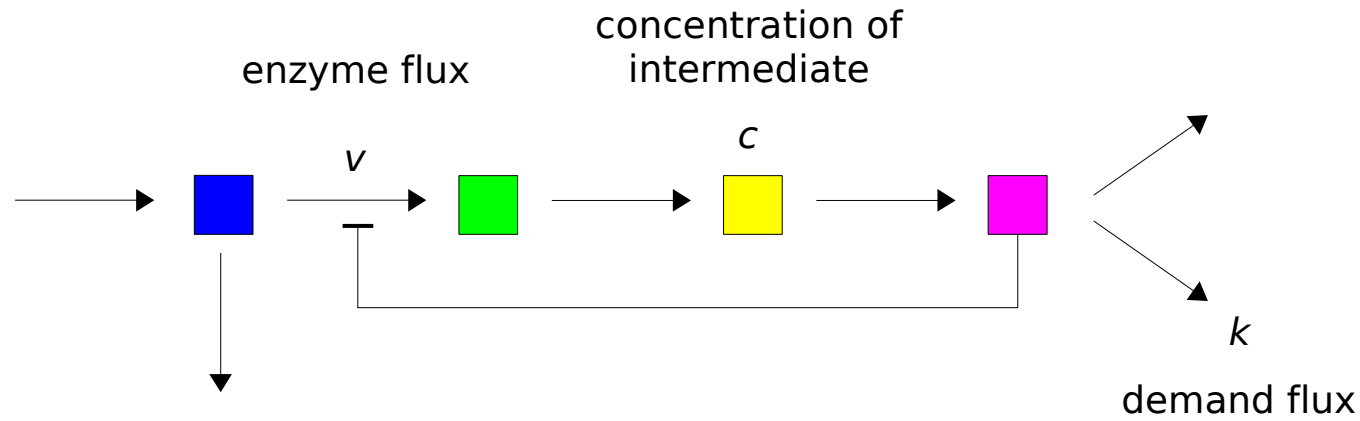 concentration of
intermediate
enzyme flux
c
v
k
demand flux